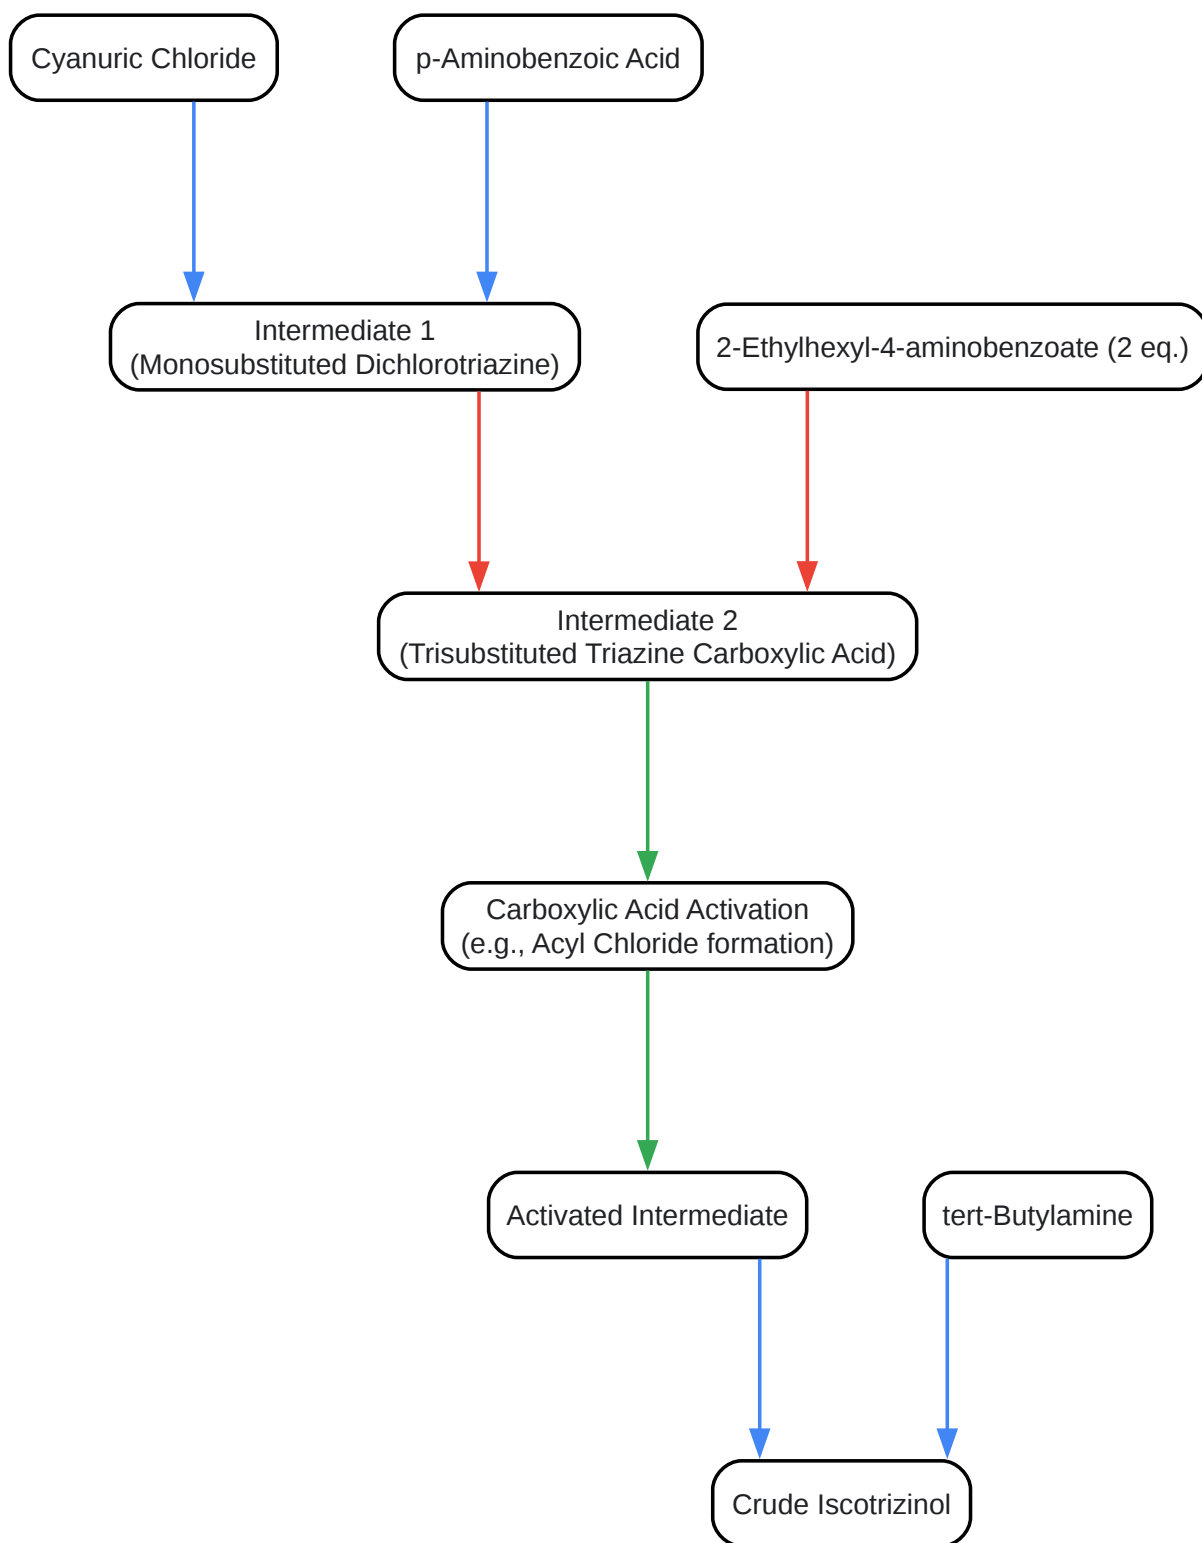 Cyanuric Chloride
p-Aminobenzoic Acid
Intermediate 1
(Monosubstituted Dichlorotriazine)
2-Ethylhexyl-4-aminobenzoate (2 eq.)
Intermediate 2
(Trisubstituted Triazine Carboxylic Acid)
Carboxylic Acid Activation
(e.g., Acyl Chloride formation)
Activated Intermediate
tert-Butylamine
Crude Iscotrizinol